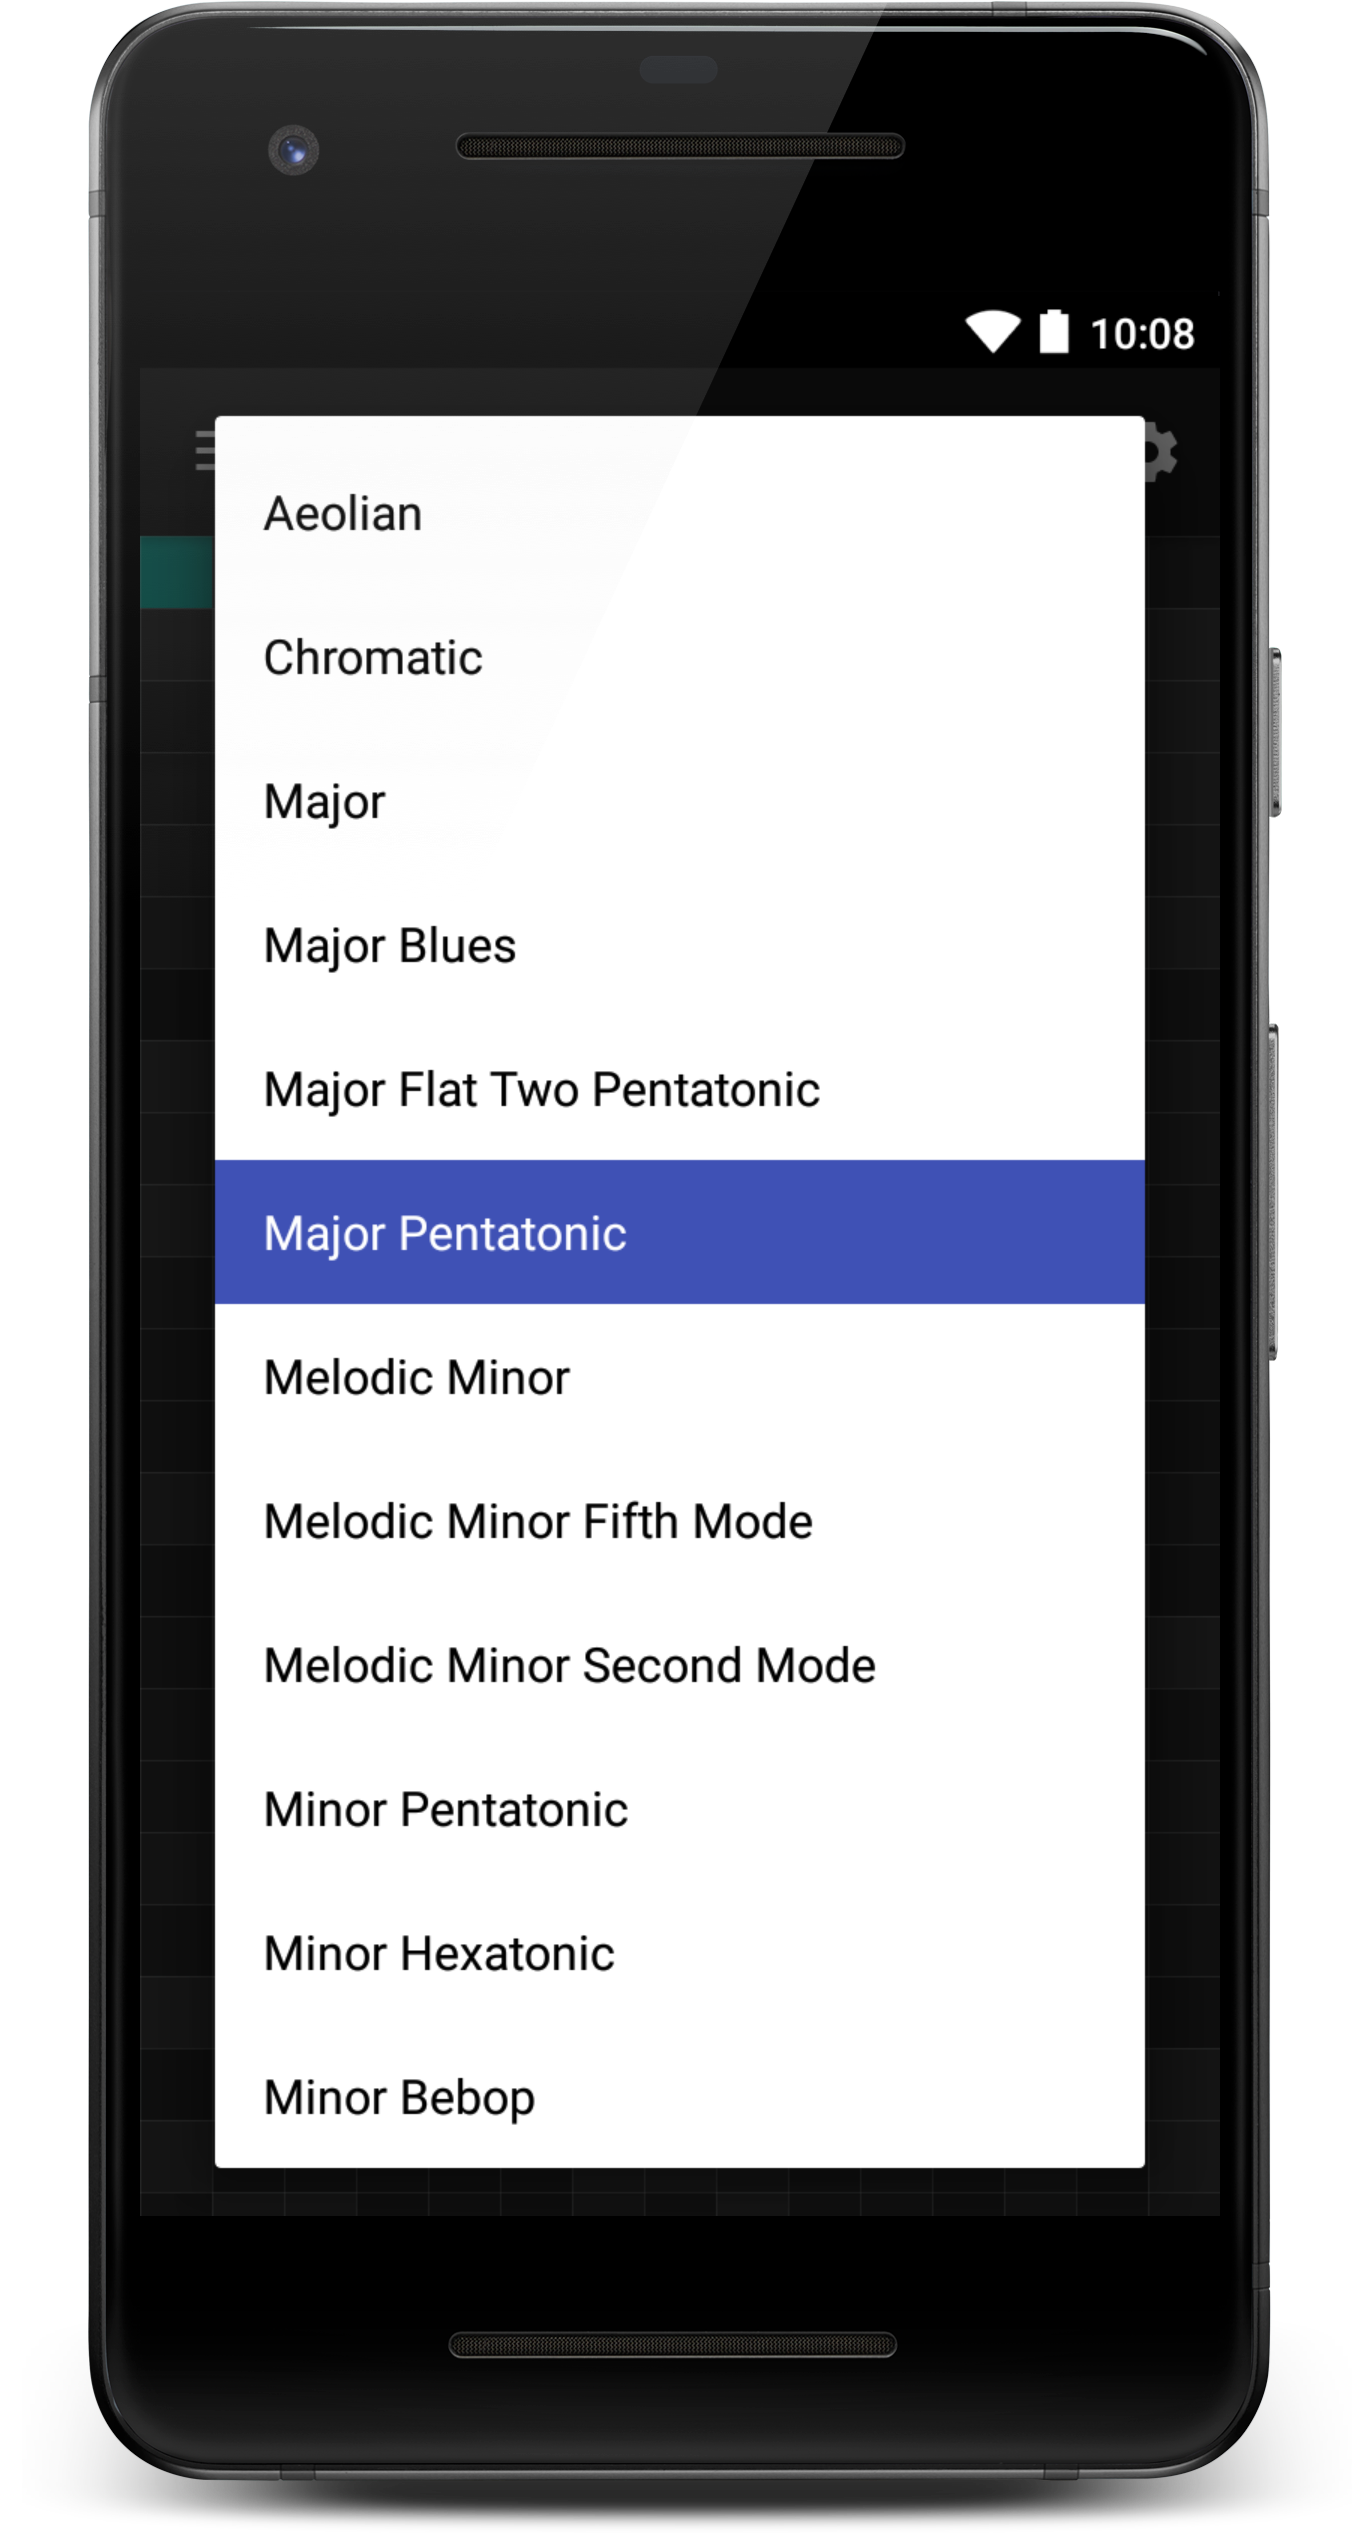 10:08
Aeolian
Chromatic
Major
Major Blues
Major Flat Two Pentatonic
Major Pentatonic
Melodic Minor
Melodic Minor Fifth Mode
Melodic Minor Second Mode
Minor Pentatonic
Minor Hexatonic
Minor Bebop